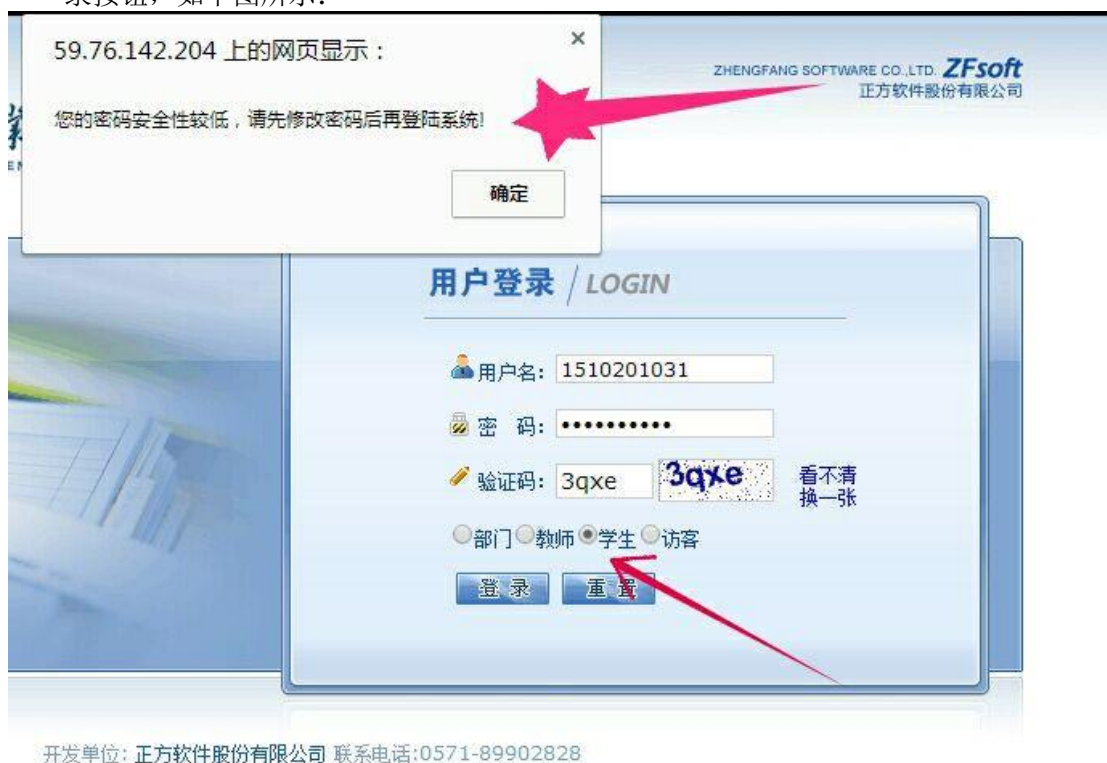 录按钮，如下图所示：
59.76.142.204 上的网页显示：
×
ZHENGFANG SOFTWARE CO.,LTD. ZFsoft
正方软件股份有限公司
您的密码安全性较低，请先修改密码后再登陆系统!
确定
用户登录 / LOGIN
用户名: 1510201031
密 码: ••••••••••
验证码: 3qxe 3qxe 看不清
换一张
部门 教师 学生 访客
登 录 重 置
开发单位: 正方软件股份有限公司 联系电话:0571-89902828